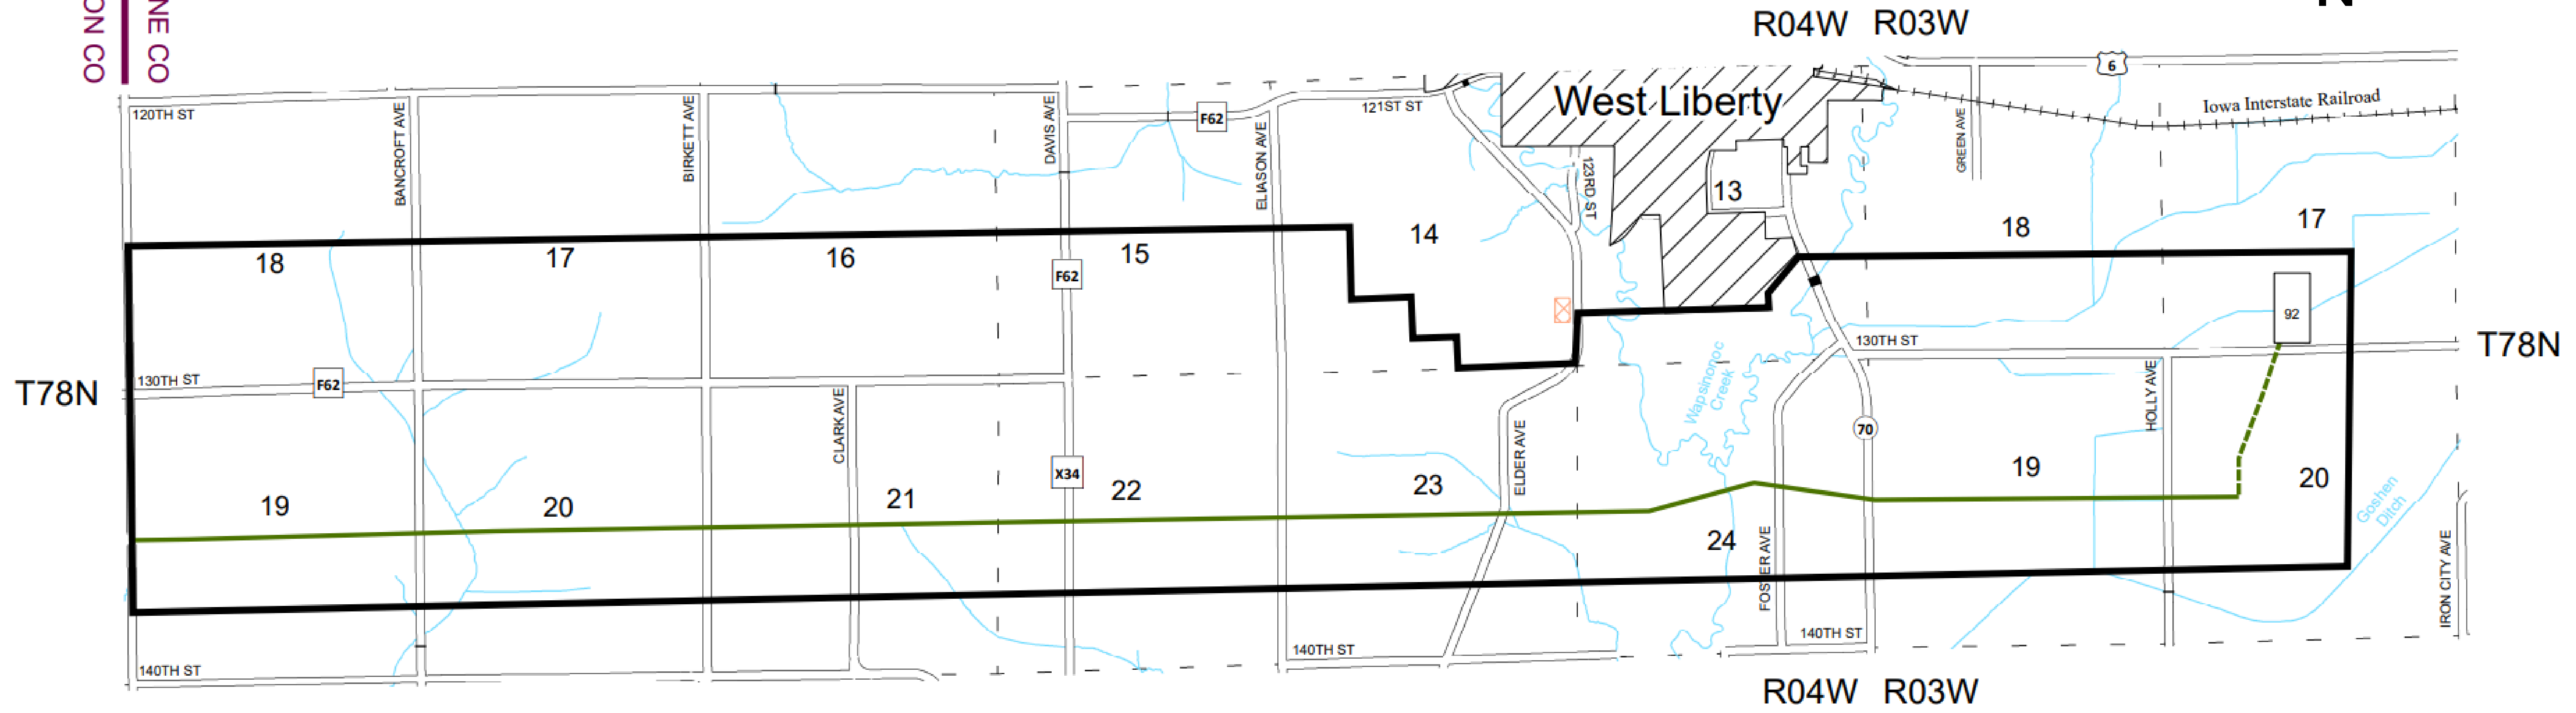 ON CO
NE CO
N
R04W R03W
6
Iowa Interstate Railroad
West Liberty
120TH ST
BANCROFT AVE
BIRKETT AVE
DAVIS AVE
F62
121ST ST
ELIASON AVE
123RD ST
GREEN AVE
13
14
18
17
18
17
16
15
F62
92
130TH ST
T78N
T78N
130TH ST
F62
CLARK AVE
Wapsinonoc
Creek
HOLLY AVE
70
ELDER AVE
X34
19
20
21
22
23
24
19
20
Goshen
Ditch
FOSTER AVE
IRON CITY AVE
140TH ST
140TH ST
140TH ST
R04W R03W